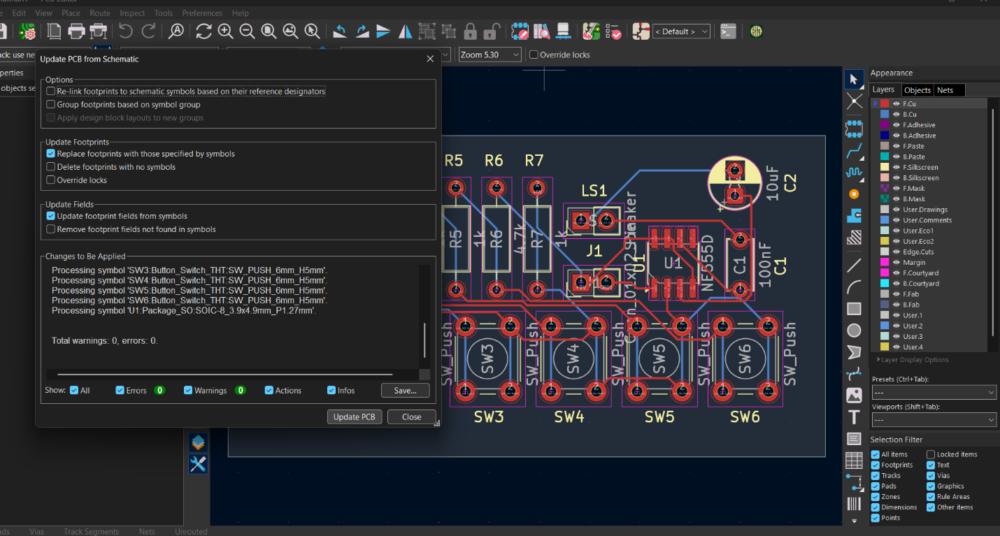 PCB Editor
Edit View Place Route Inspect Tools Preferences Help
< Default >
Zoom 5.30
Override locks
Update PCB from Schematic
Options
Re-link footprints to schematic symbols based on their reference designators
Group footprints based on symbol group
Apply design block layouts to new groups
Update Footprints
Replace footprints with those specified by symbols
Delete footprints with no symbols
Override locks
Update Fields
Update footprint fields from symbols
Remove footprint fields not found in symbols
Changes to Be Applied
Processing symbol 'SW3:Button_Switch_THT:SW_PUSH_6mm_H5mm'.
Processing symbol 'SW4:Button_Switch_THT:SW_PUSH_6mm_H5mm'.
Processing symbol 'SW5:Button_Switch_THT:SW_PUSH_6mm_H5mm'.
Processing symbol 'SW6:Button_Switch_THT:SW_PUSH_6mm_H5mm'.
Processing symbol 'U1:Package_SO:SOIC-8_3.9x4.9mm_P1.27mm'.
Total warnings: 0, errors: 0.
Show: All Errors 0 Warnings 0 Actions Infos Save...
Update PCB Close
R5 R6 R7
LS1
J1
R5 1k R6 4.7k R7 1k
U1 U1 NE555D
C1 100nF C1
10uF C2
SW_Push SW3 SW_Push SW4 SW_Push SW5 SW_Push SW6 SW_Push
SW3 SW4 SW5 SW6
Appearance
Layers Objects Nets
F.Cu
B.Cu
F.Adhesive
B.Adhesive
F.Paste
B.Paste
F.Silkscreen
B.Silkscreen
F.Mask
B.Mask
User.Drawings
User.Comments
User.Eco1
User.Eco2
Edge.Cuts
Margin
F.Courtyard
B.Courtyard
F.Fab
B.Fab
User.1
User.2
User.3
User.4
Layer Display Options
Presets (Ctrl+Tab):
---
Viewports (Shift+Tab):
---
Selection Filter
All items Locked items
Footprints Text
Tracks Vias
Pads Graphics
Zones Rule Areas
Dimensions Other items
Points
Vias Track Segments Nets Unrouted